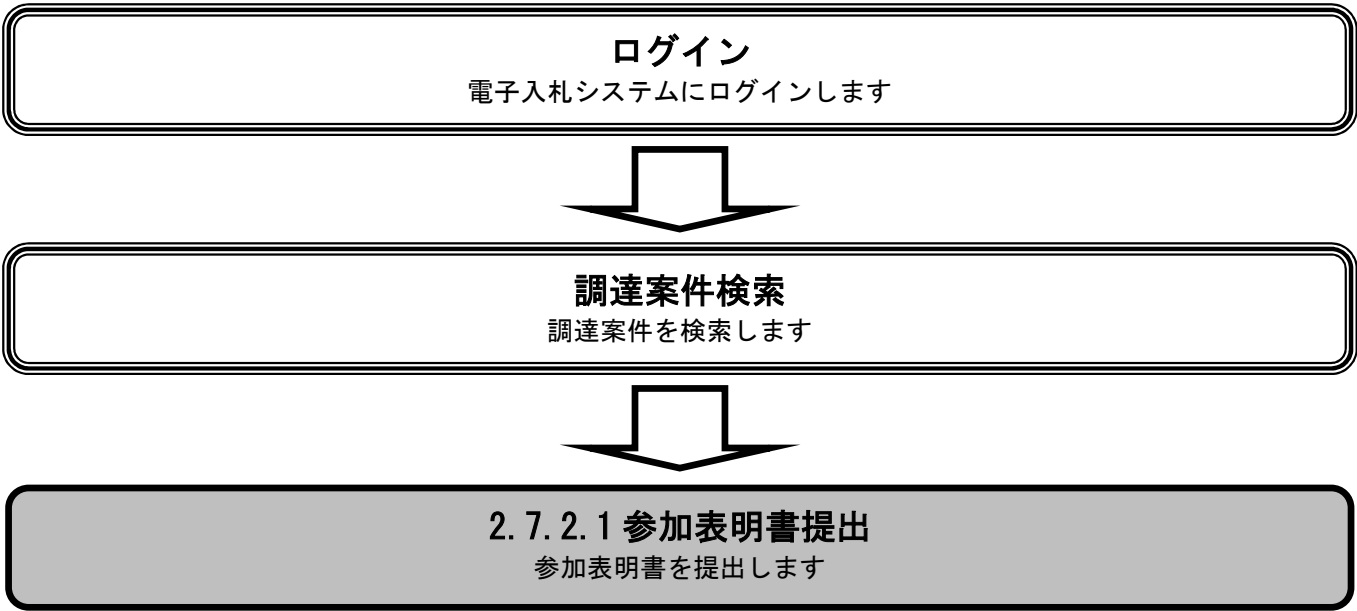 ログイン
電子入札システムにログインします
調達案件検索
調達案件を検索します
2.7.2.1 参加表明書提出
参加表明書を提出します